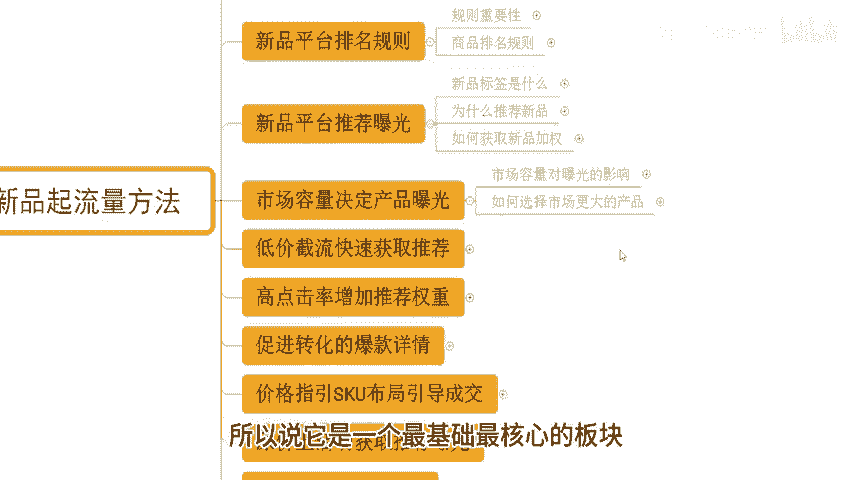 规则重要性
新品平台排名规则
商品排名规则
新品标签是什么
新品平台推荐曝光
为什么推荐新品
如何获取新品加权
市场容量对曝光的影响
新品起流量方法
市场容量决定产品曝光
如何选择市场更大的产品
低价截流快速获取推荐
高点击率增加推荐权重
促进转化的爆款详情
价格指引SKU布局引导成交
所以说它是一个最基础最核心的板块